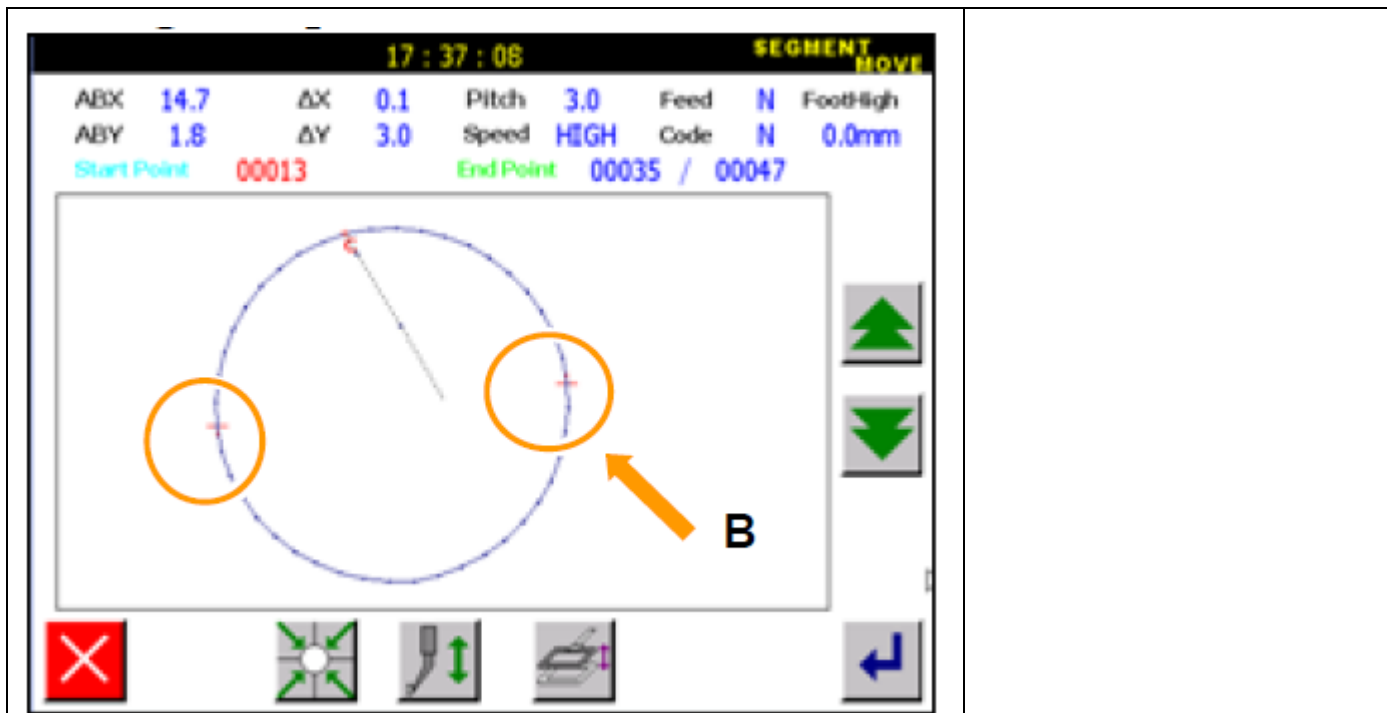 17 : 37 : 08 SEGMENT MOVE
ABX 14.7 ΔX 0.1 Pitch 3.0 Feed N FootHigh
ABY 1.8 ΔY 3.0 Speed HIGH Code N 0.0mm
Start Point 00013 End Point 00035 / 00047
B